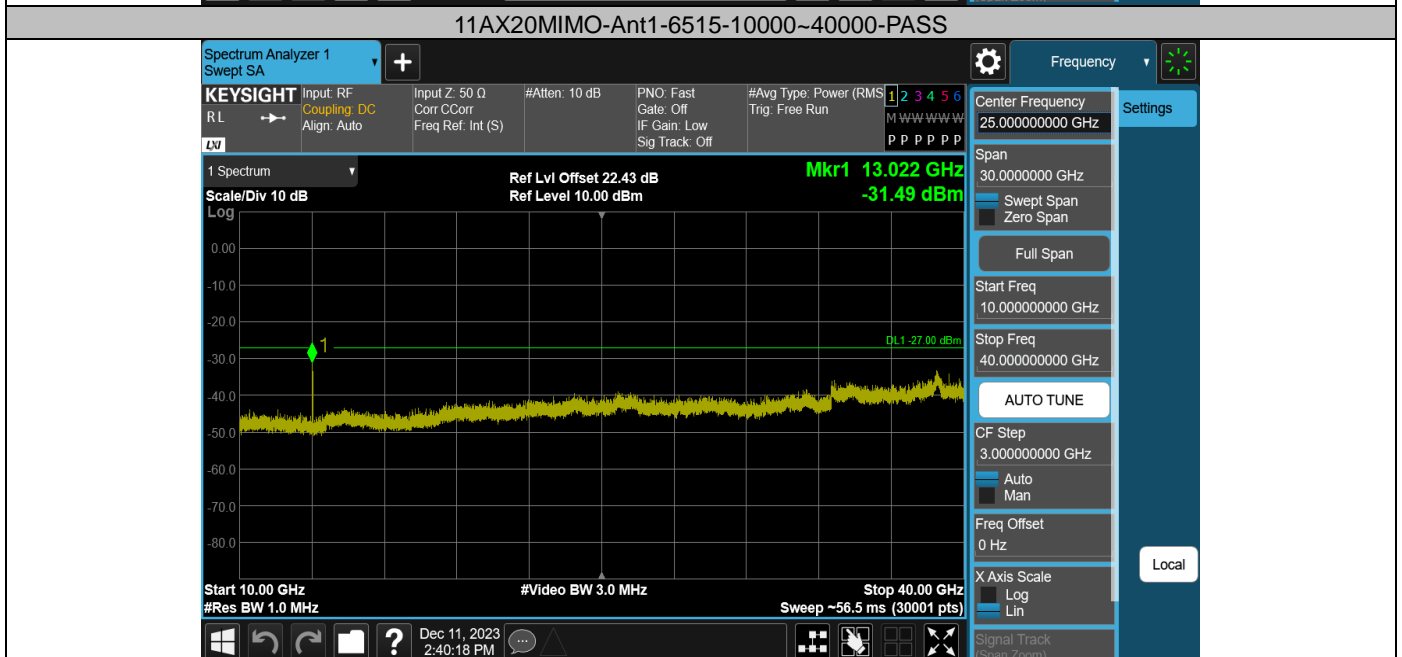 11AX20MIMO-Ant1-6515-10000~40000-PASS
Spectrum Analyzer 1
Swept SA
Frequency
KEYSIGHT
RL
LXI
Input: RF
Coupling: DC
Align: Auto
Input Z: 50 Ω
Corr CCorr
Freq Ref: Int (S)
#Atten: 10 dB
PNO: Fast
Gate: Off
IF Gain: Low
Sig Track: Off
#Avg Type: Power (RMS
Trig: Free Run
1 2 3 4 5 6
M W W W W W
P P P P P P
1 Spectrum
Scale/Div 10 dB
Log
Ref Lvl Offset 22.43 dB
Ref Level 10.00 dBm
Mkr1 13.022 GHz
-31.49 dBm
0.00
-10.0
-20.0
-30.0
-40.0
-50.0
-60.0
-70.0
-80.0
1
DL1 -27.00 dBm
Start 10.00 GHz
#Res BW 1.0 MHz
#Video BW 3.0 MHz
Stop 40.00 GHz
Sweep ~56.5 ms (30001 pts)
Center Frequency
25.000000000 GHz
Settings
Span
30.0000000 GHz
Swept Span
Zero Span
Full Span
Start Freq
10.000000000 GHz
Stop Freq
40.000000000 GHz
AUTO TUNE
CF Step
3.000000000 GHz
Auto
Man
Freq Offset
0 Hz
X Axis Scale
Log
Lin
Local
Signal Track
(Span Zoom)
?
Dec 11, 2023
2:40:18 PM